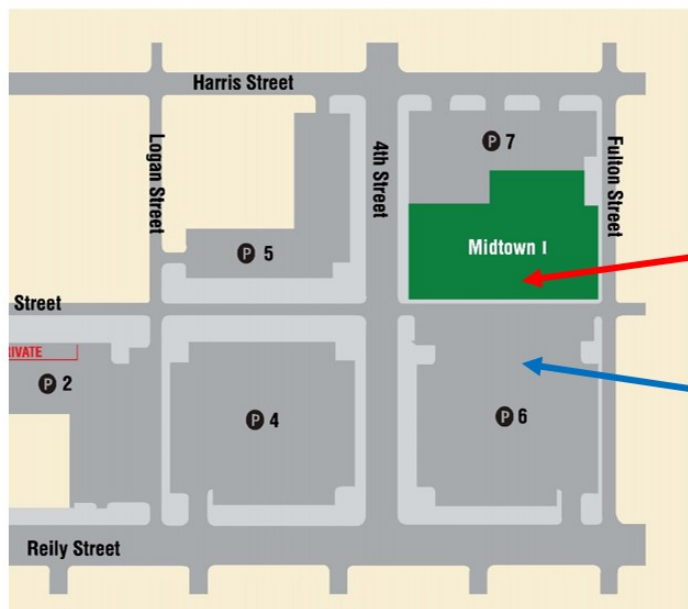 Harris Street
Logan Street
4th Street
Fulton Street
P 7
Midtown I
P 5
Street
RIVATE
P 2
P 4
P 6
Reily Street